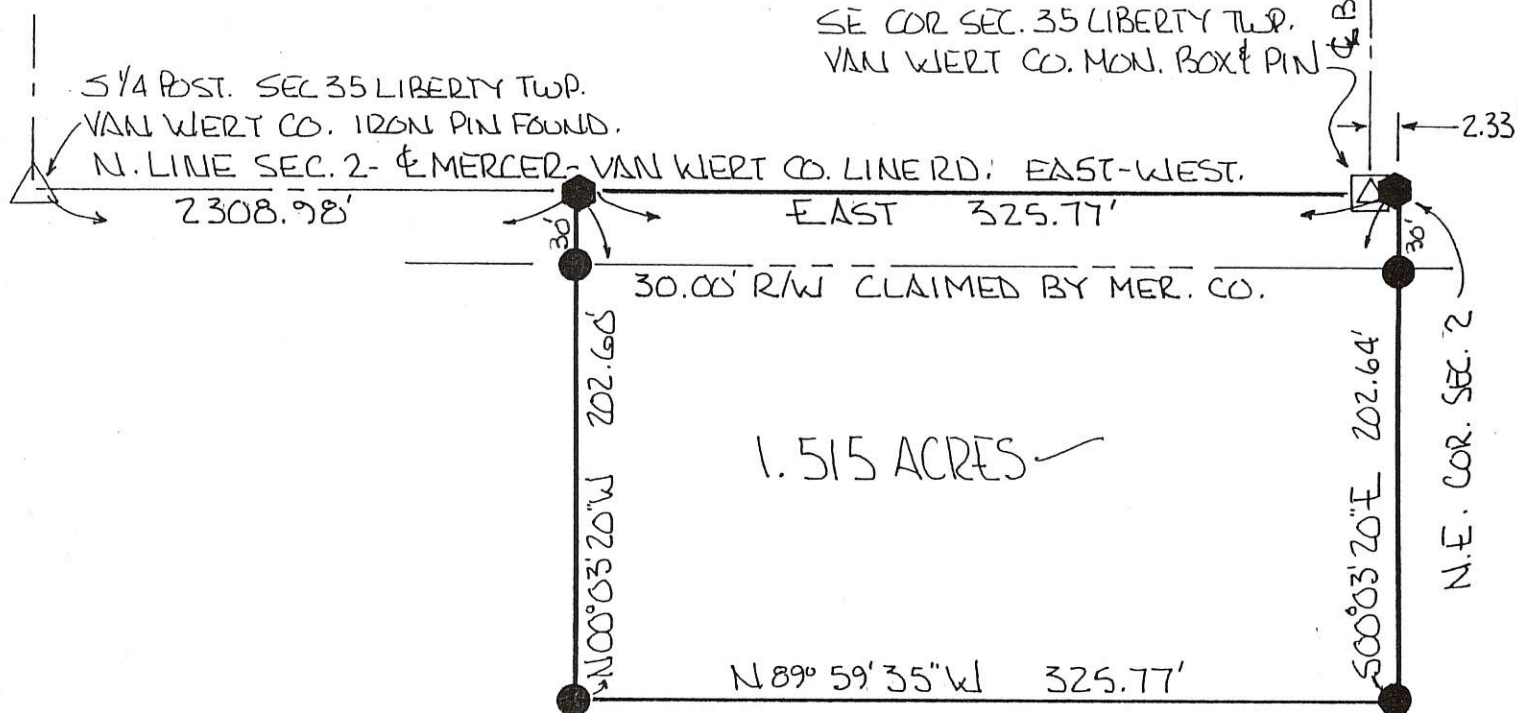 SE COR SEC. 35 LIBERTY TWP.
VAN WERT CO. MON. BOX & PIN
℄ B
S 1/4 POST. SEC 35 LIBERTY TWP.
VAN WERT CO. IRON PIN FOUND.
2.33
N. LINE SEC. 2- ℄ MERCER-VAN WERT CO. LINE RD: EAST-WEST.
2308.98'
EAST 325.77'
30'
30'
30.00' R/W CLAIMED BY MER. CO.
N00°03'20"W 202.60'
1.515 ACRES
S00°03'20"E 202.64'
N.E. COR. SEC. 2
N 89° 59' 35" W 325.77'